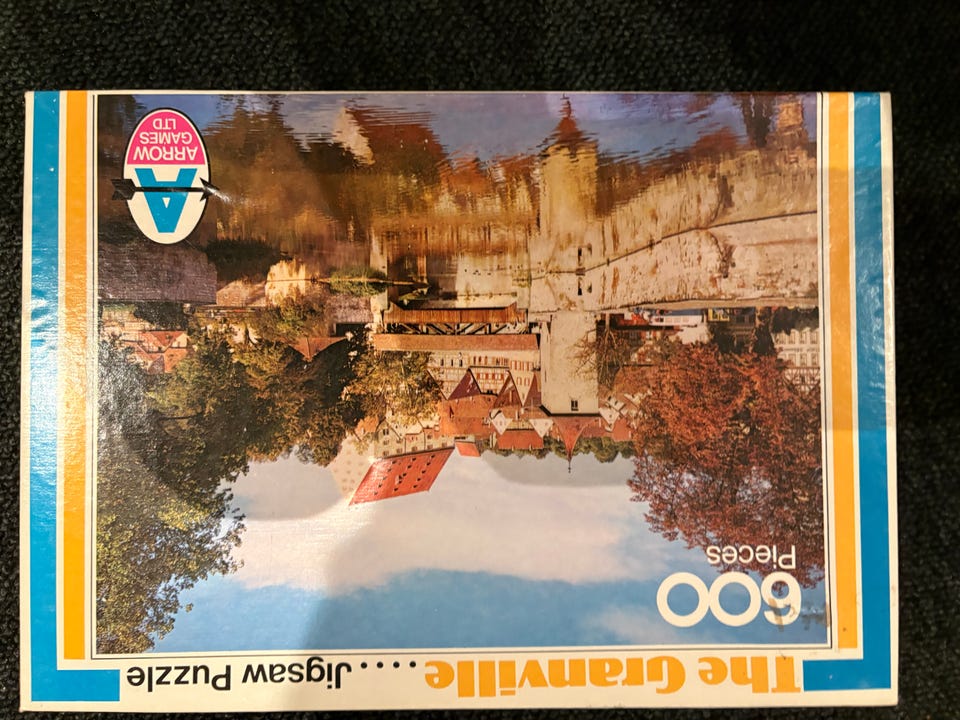 The Granville.....Jigsaw Puzzle
600
Pieces
A
ARROW
GAMES
LTD